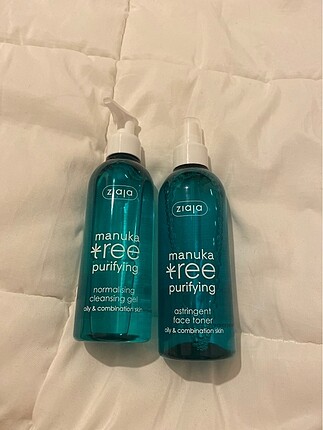 ziaja
manuka
tree
purifying
normalising
cleansing gel
oily & combination skin
ziaja
manuka
tree
purifying
astringent
face toner
oily & combination skin